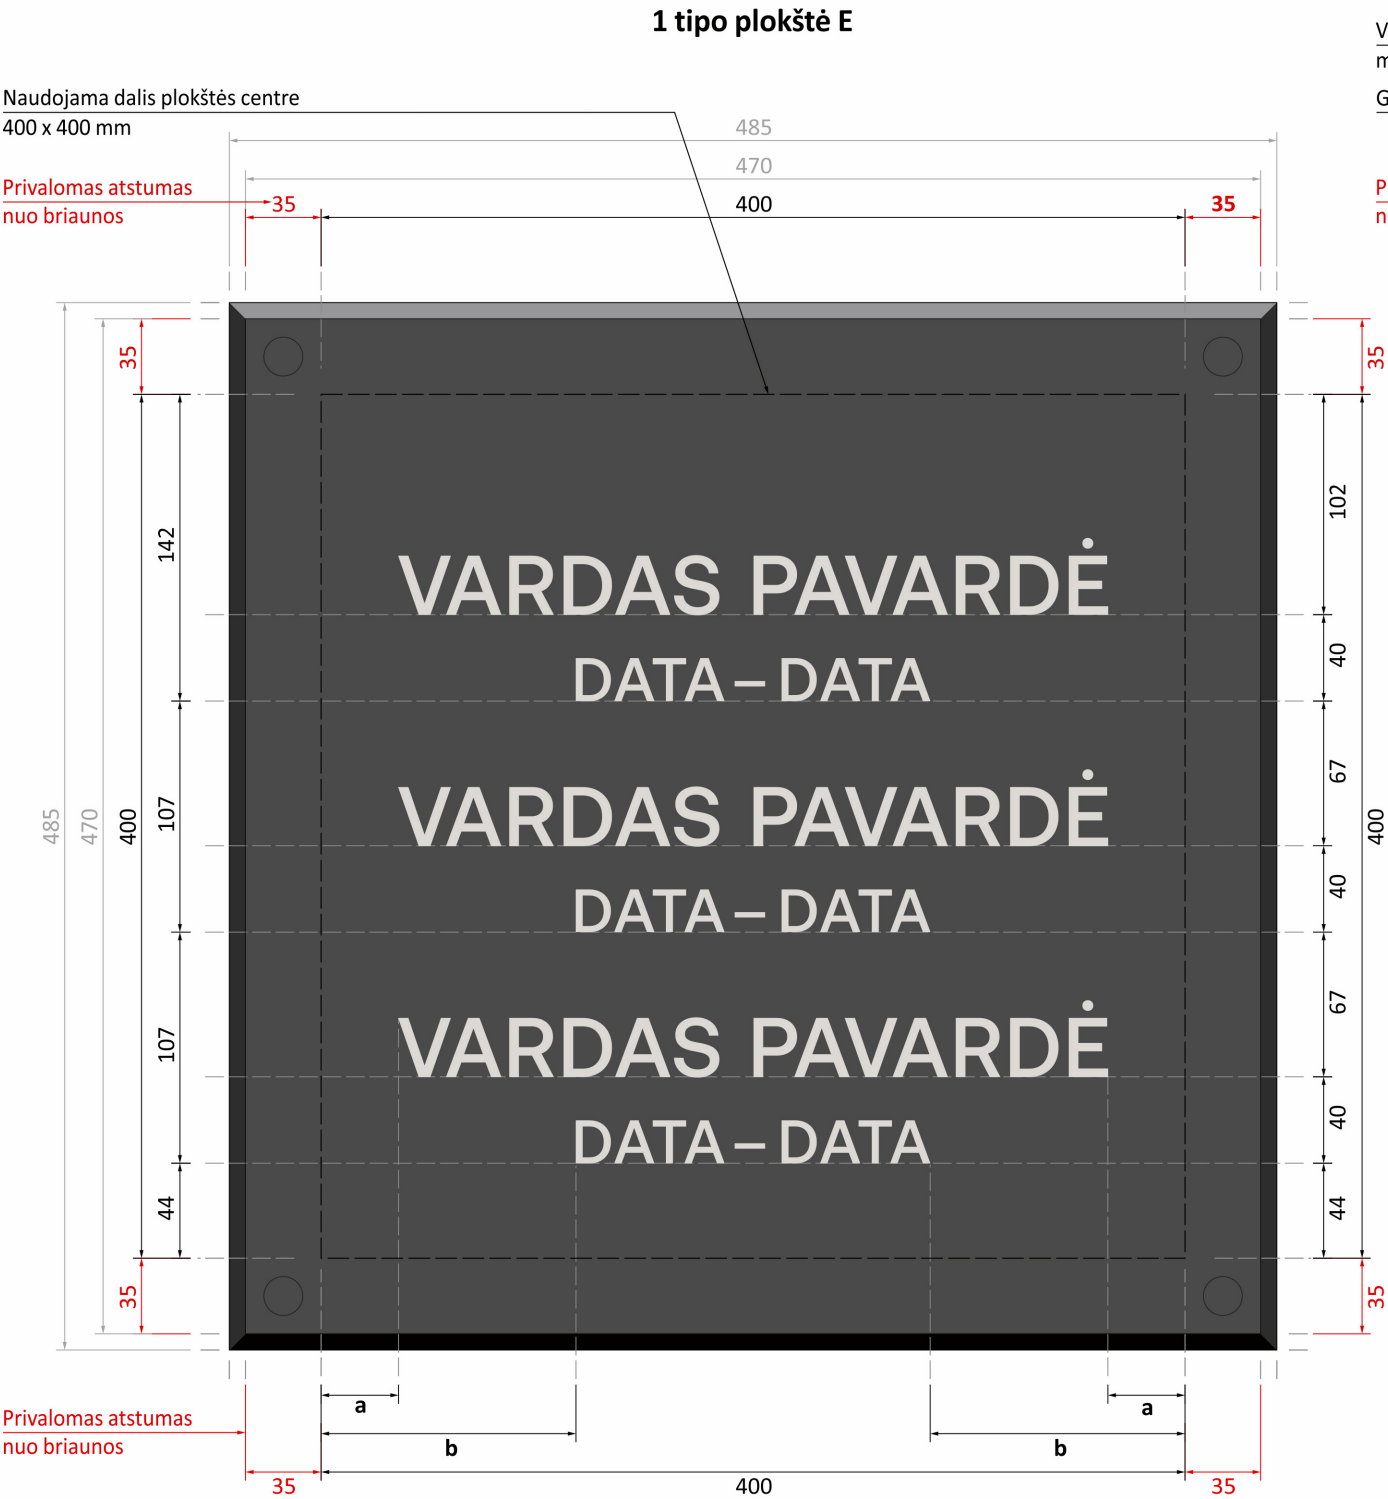 1 tipo plokštė E
V
m
G
Naudojama dalis plokštės centre
400 x 400 mm
485
470
Privalomas atstumas
nuo briaunos
35
400
35
P
n
35
35
142
102
VARDAS PAVARDĖ
40
DATA – DATA
67
485
470
400
107
400
VARDAS PAVARDĖ
40
DATA – DATA
67
107
VARDAS PAVARDĖ
40
DATA – DATA
44
44
35
35
a
a
Privalomas atstumas
nuo briaunos
b
b
35
400
35